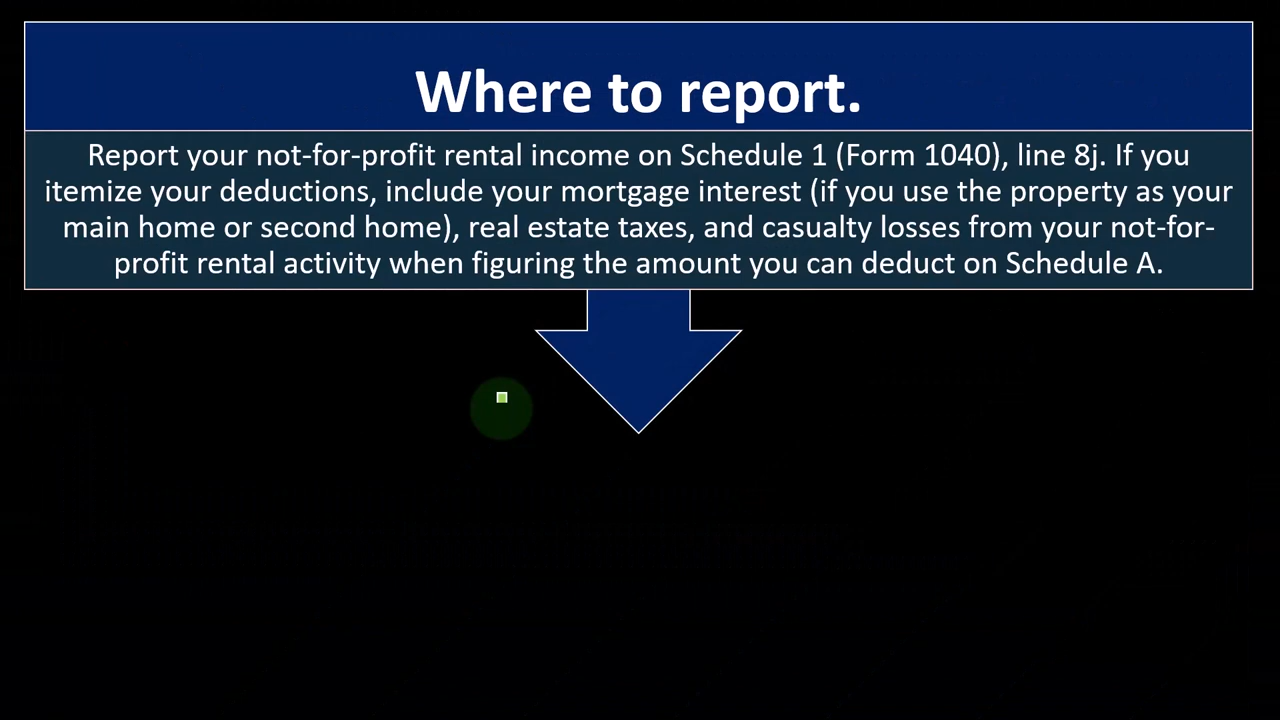 Where to report.
Report your not-for-profit rental income on Schedule 1 (Form 1040), line 8j. If you
itemize your deductions, include your mortgage interest (if you use the property as your
main home or second home), real estate taxes, and casualty losses from your not-for-
profit rental activity when figuring the amount you can deduct on Schedule A.